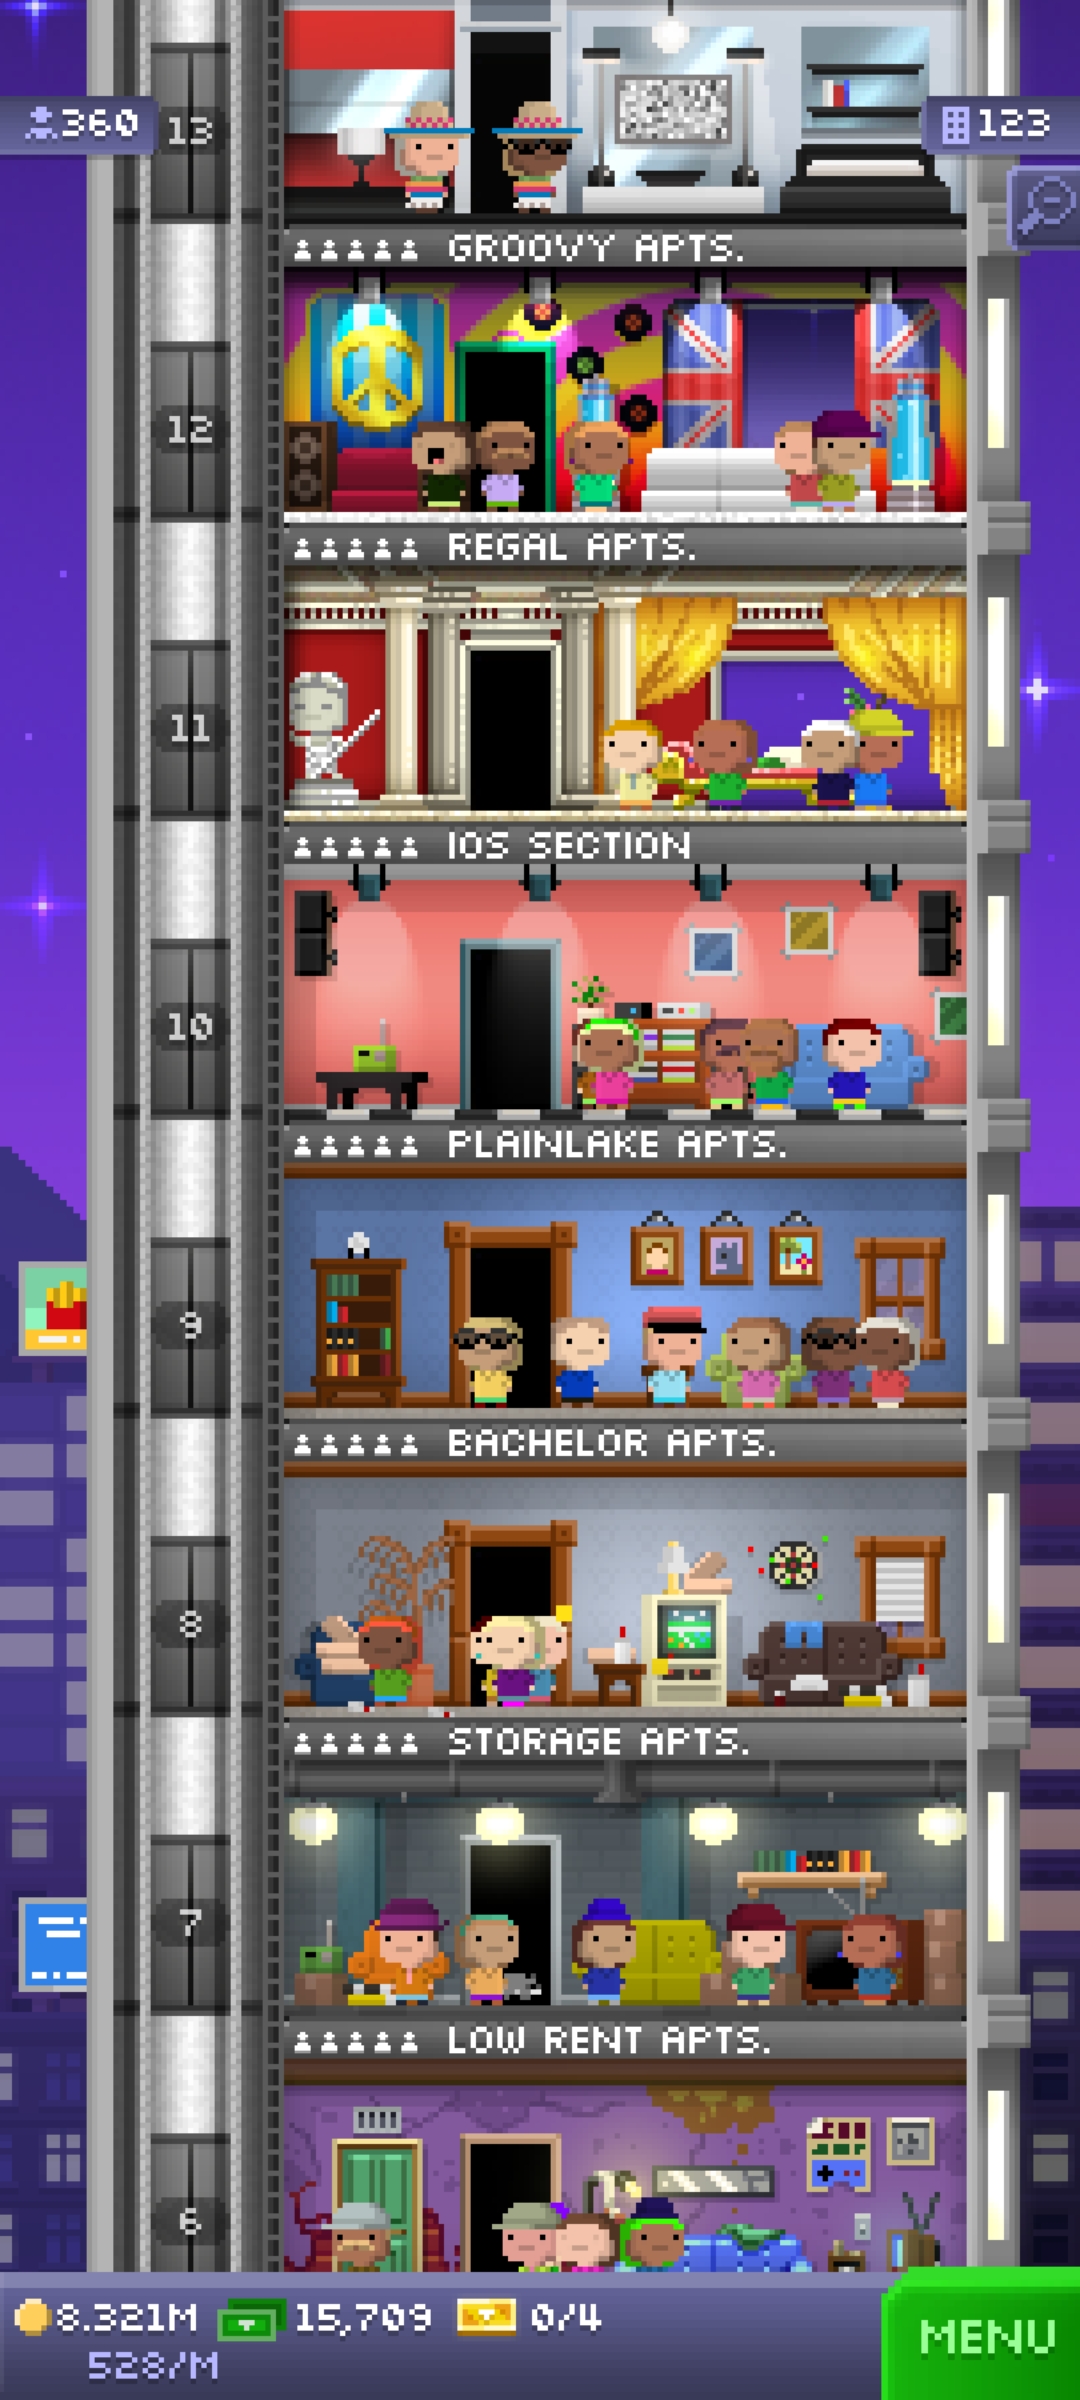 360
13
123
GROOVY APTS.
12
REGAL APTS.
11
IOS SECTION
10
PLAINLAKE APTS.
9
BACHELOR APTS.
8
STORAGE APTS.
7
LOW RENT APTS.
6
8.321M 15,709 0/4
MENU
528/M